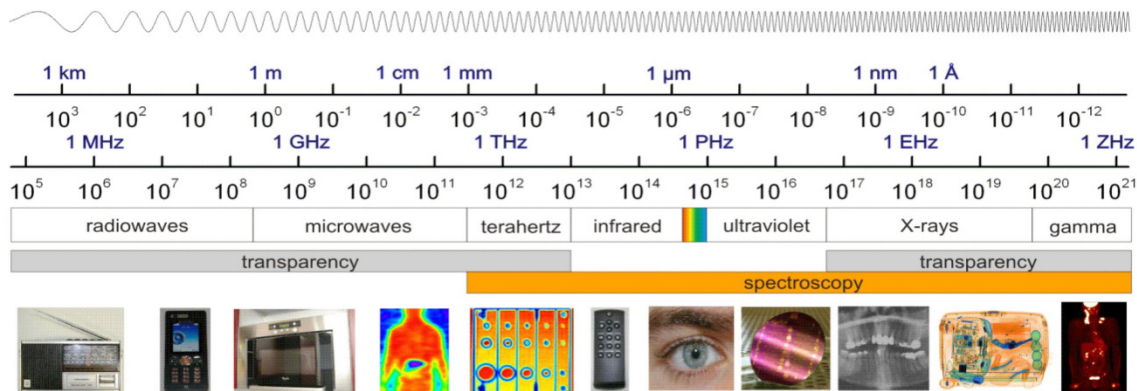 1 km 1 m 1 cm 1 mm 1 µm 1 nm 1 Å
10³ 10² 10¹ 10⁰ 10⁻¹ 10⁻² 10⁻³ 10⁻⁴ 10⁻⁵ 10⁻⁶ 10⁻⁷ 10⁻⁸ 10⁻⁹ 10⁻¹⁰ 10⁻¹¹ 10⁻¹²
1 MHz 1 GHz 1 THz 1 PHz 1 EHz 1 ZHz
10⁵ 10⁶ 10⁷ 10⁸ 10⁹ 10¹⁰ 10¹¹ 10¹² 10¹³ 10¹⁴ 10¹⁵ 10¹⁶ 10¹⁷ 10¹⁸ 10¹⁹ 10²⁰ 10²¹
radiowaves microwaves terahertz infrared ultraviolet X-rays gamma
transparency transparency
spectroscopy